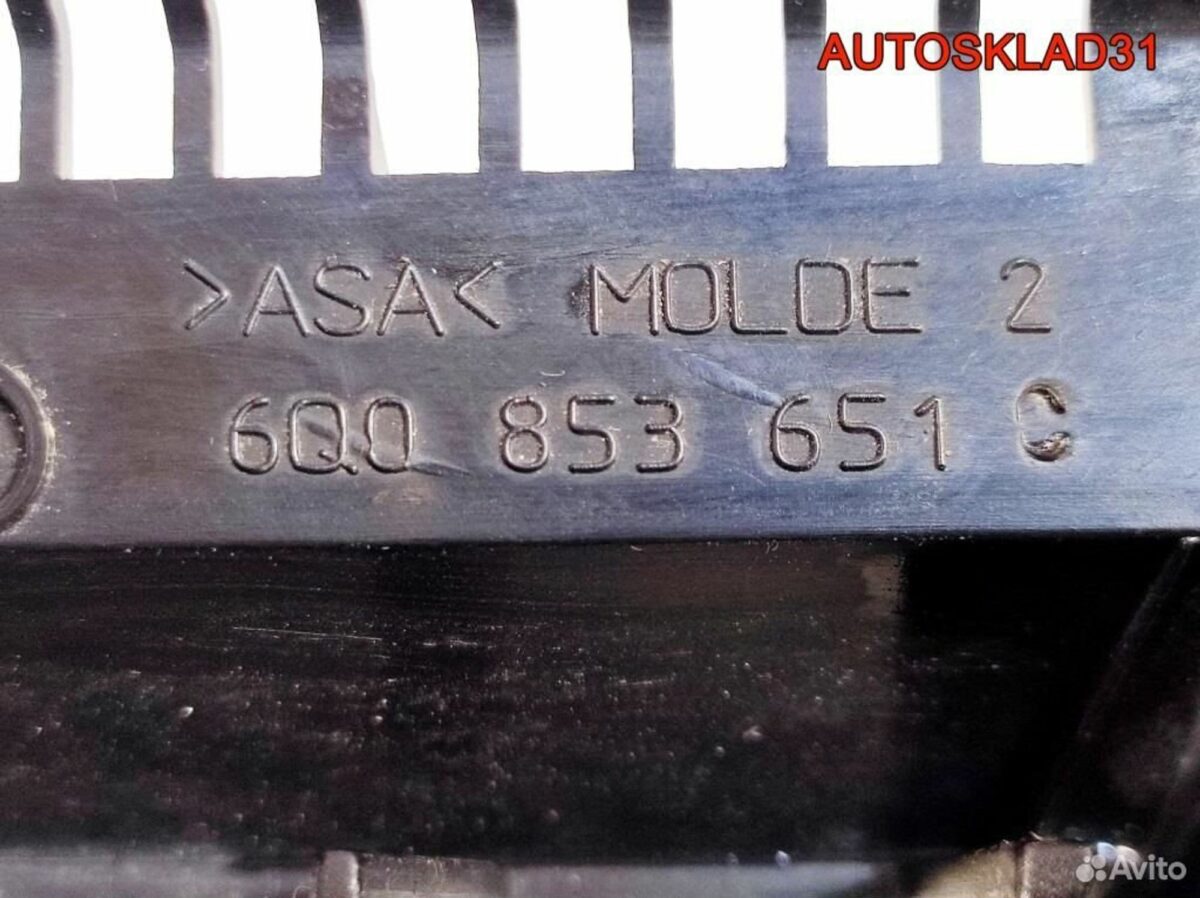 AUTOSKLAD31
>ASA< MOLDE 2
6Q0 853 651 C
Avito